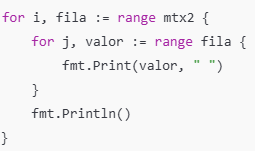 for i, fila := range mtx2 {
    for j, valor := range fila {
        fmt.Print(valor, " ")
    }
    fmt.Println()
}